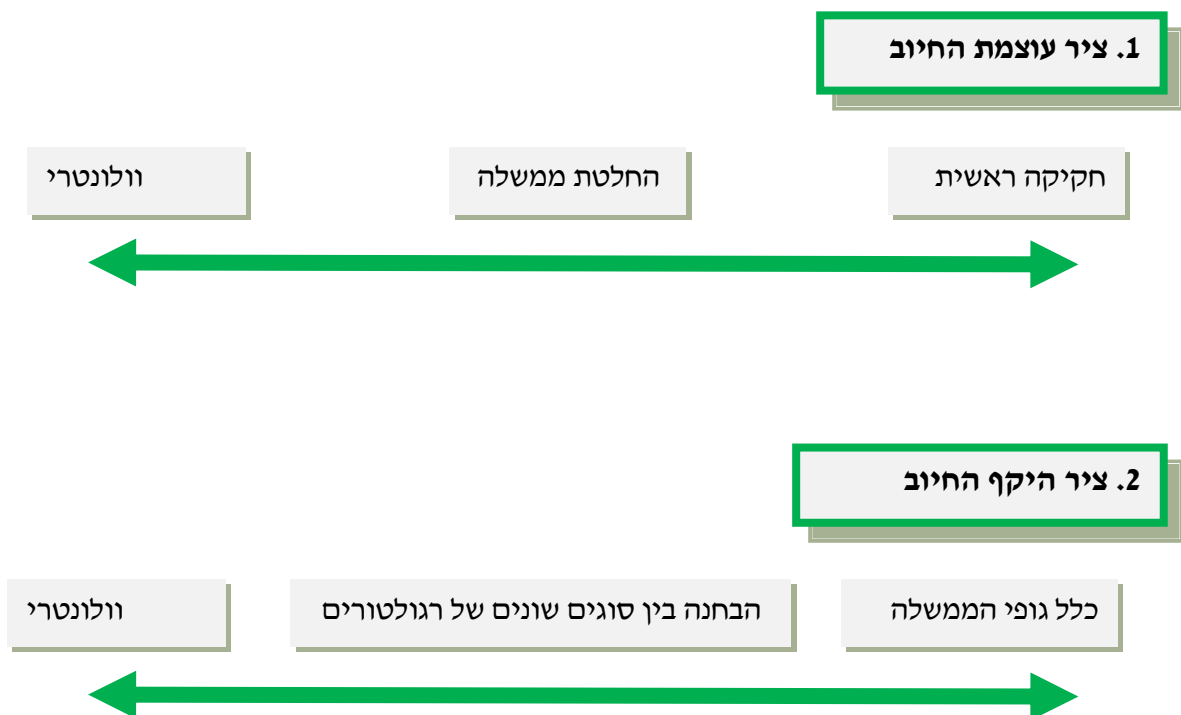 1. ציר עוצמת החיוב
חקיקה ראשית החלטת ממשלה וולונטרי
2. ציר היקף החיוב
כלל גופי הממשלה הבחנה בין סוגים שונים של רגולטורים וולונטרי